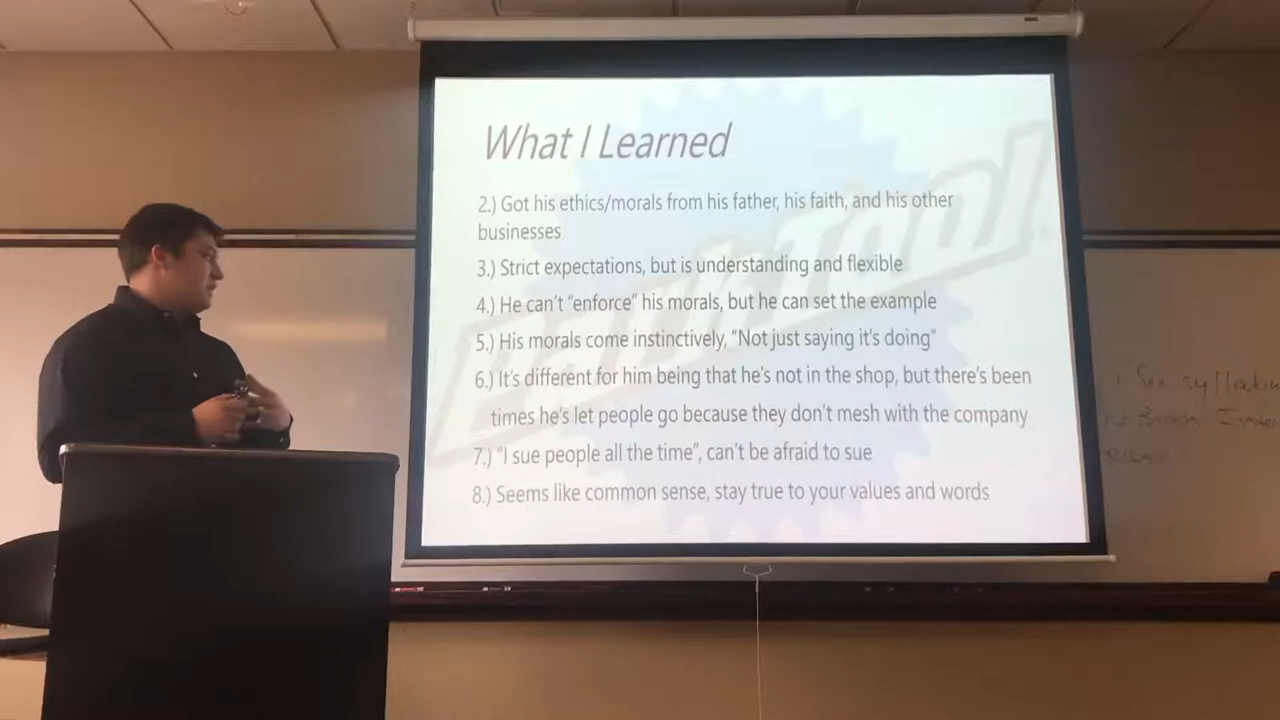 What I Learned
2.) Got his ethics/morals from his father, his faith, and his other
businesses
3.) Strict expectations, but is understanding and flexible
4.) He can't "enforce" his morals, but he can set the example
5.) His morals come instinctively, "Not just saying it's doing"
6.) It's different for him being that he's not in the shop, but there's been
times he's let people go because they don't mesh with the company
7.) "I sue people all the time", can't be afraid to sue
8.) Seems like common sense, stay true to your values and words